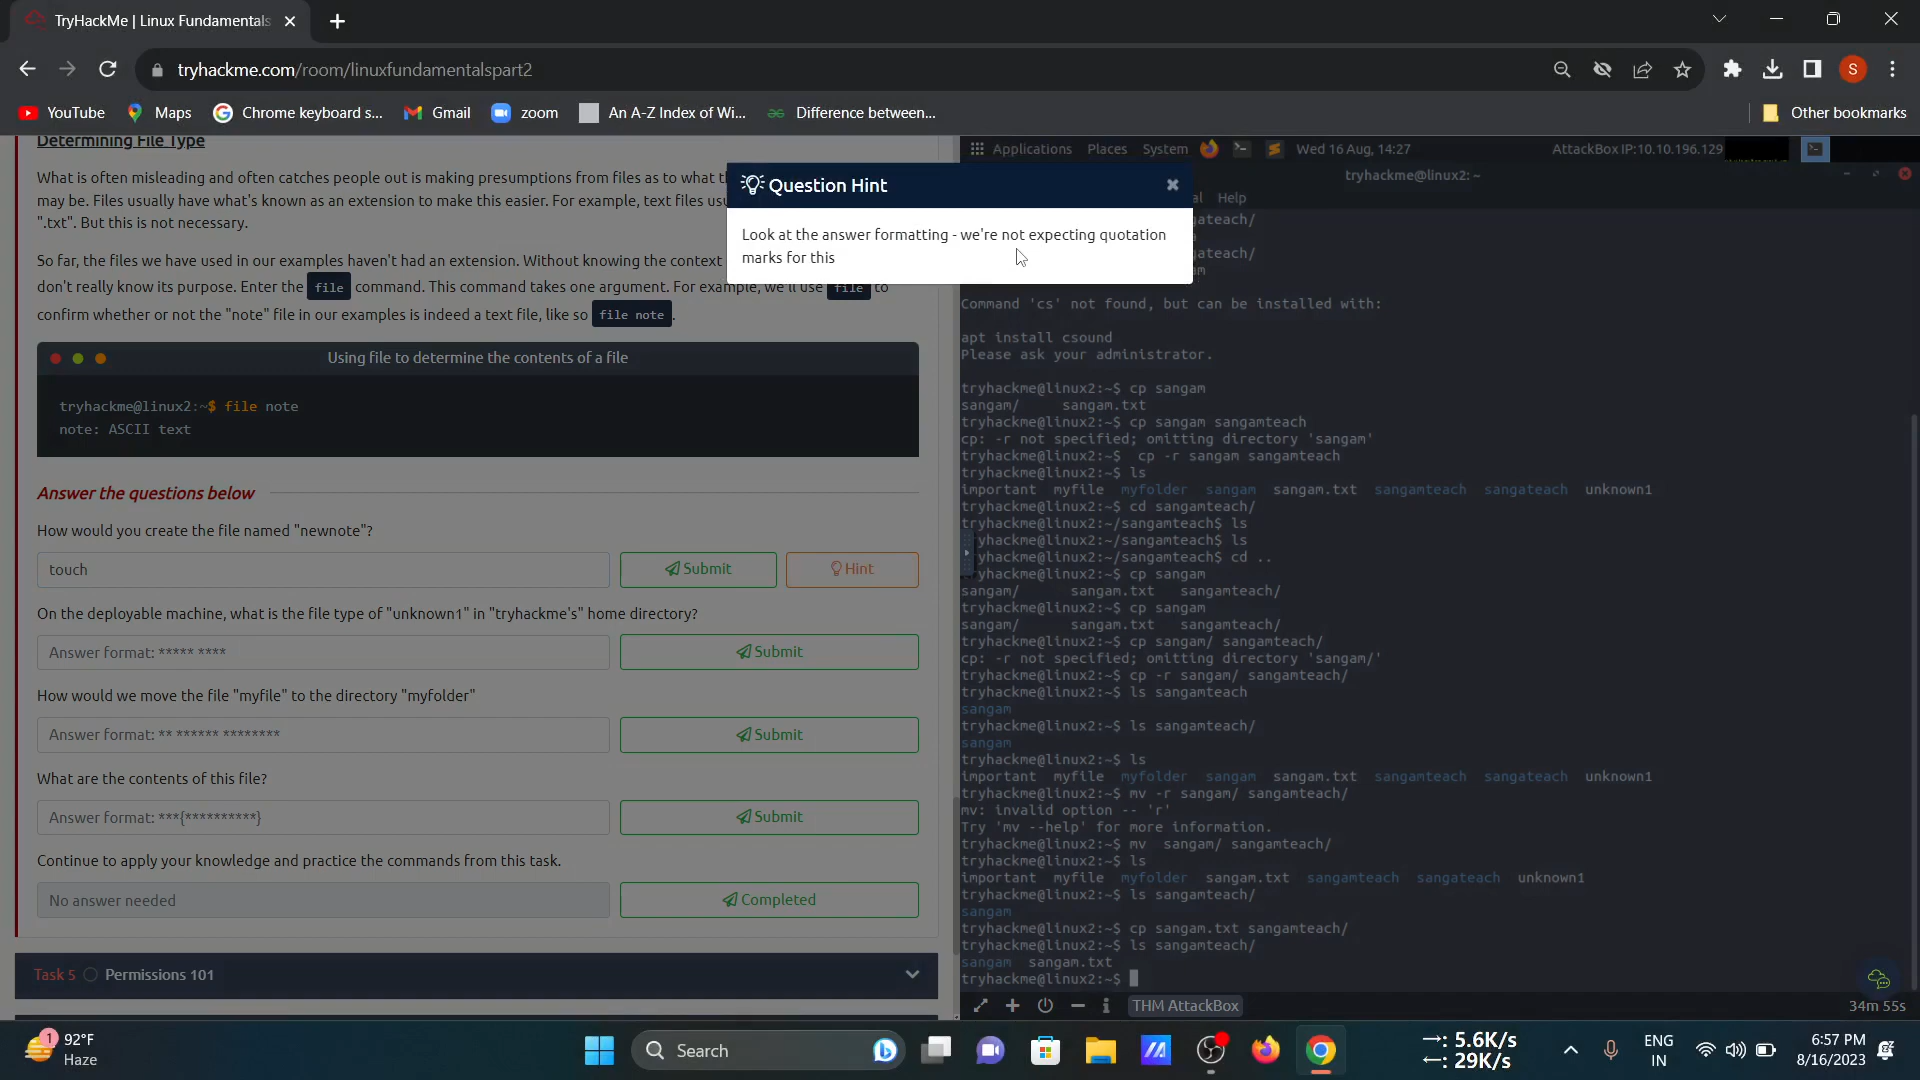 TryHackMe | Linux Fundamentals
tryhackme.com/room/linuxfundamentalspart2
S
YouTube
Maps
Chrome keyboard s...
Gmail
zoom
An A-Z Index of Wi...
Difference between...
Other bookmarks
Determining File Type
What is often misleading and often catches people out is making presumptions from files as to what t
may be. Files usually have what's known as an extension to make this easier. For example, text files usu
".txt". But this is not necessary.
So far, the files we have used in our examples haven't had an extension. Without knowing the context
don't really know its purpose. Enter the file command. This command takes one argument. For example, we'll use file to
confirm whether or not the "note" file in our examples is indeed a text file, like so file note .
Using file to determine the contents of a file
tryhackme@linux2:~$ file note
note: ASCII text
Answer the questions below
How would you create the file named "newnote"?
touch
Submit
Hint
On the deployable machine, what is the file type of "unknown1" in "tryhackme's" home directory?
Answer format: ***** ****
Submit
How would we move the file "myfile" to the directory "myfolder"
Answer format: ** ****** ********
Submit
What are the contents of this file?
Answer format: ***{**********}
Submit
Continue to apply your knowledge and practice the commands from this task.
No answer needed
Completed
Task 5 Permissions 101
Question Hint
Look at the answer formatting - we're not expecting quotation
marks for this
Applications Places System Wed 16 Aug, 14:27 AttackBox IP:10.10.196.129
tryhackme@linux2: ~
al Help
gateach/
gateach/
Command 'cs' not found, but can be installed with:
apt install csound
Please ask your administrator.
tryhackme@linux2:~$ cp sangam
sangam/ sangam.txt
tryhackme@linux2:~$ cp sangam sangamteach
cp: -r not specified; omitting directory 'sangam'
tryhackme@linux2:~$ cp -r sangam sangamteach
tryhackme@linux2:~$ ls
important myfile myfolder sangam sangam.txt sangamteach sangateach unknown1
tryhackme@linux2:~$ cd sangamteach/
tryhackme@linux2:~/sangamteach$ ls
ryhackme@linux2:~/sangamteach$ ls
ryhackme@linux2:~/sangamteach$ cd ..
ryhackme@linux2:~$ cp sangam
sangam/ sangam.txt sangamteach/
tryhackme@linux2:~$ cp sangam
sangam/ sangam.txt sangamteach/
tryhackme@linux2:~$ cp sangam/ sangamteach/
cp: -r not specified; omitting directory 'sangam/'
tryhackme@linux2:~$ cp -r sangam/ sangamteach/
tryhackme@linux2:~$ ls sangamteach
sangam
tryhackme@linux2:~$ ls sangamteach/
sangam
tryhackme@linux2:~$ ls
important myfile myfolder sangam sangam.txt sangamteach sangateach unknown1
tryhackme@linux2:~$ mv -r sangam/ sangamteach/
mv: invalid option -- 'r'
Try 'mv --help' for more information.
tryhackme@linux2:~$ mv sangam/ sangamteach/
tryhackme@linux2:~$ ls
important myfile myfolder sangam.txt sangamteach sangateach unknown1
tryhackme@linux2:~$ ls sangamteach/
sangam
tryhackme@linux2:~$ cp sangam.txt sangamteach/
tryhackme@linux2:~$ ls sangamteach/
sangam sangam.txt
tryhackme@linux2:~$
THM AttackBox
34m 55s
1
92°F
Haze
Search
5.6K/s
29K/s
ENG
IN
6:57 PM
8/16/2023